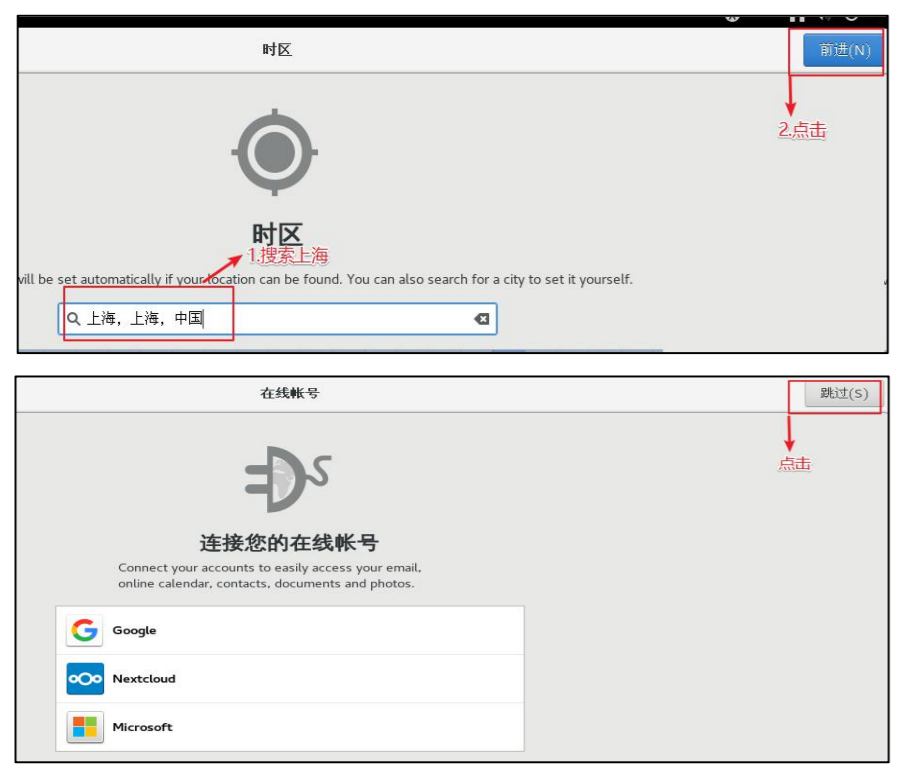 时区
前进(N)
2.点击
时区
1.搜索上海
will be set automatically if your location can be found. You can also search for a city to set it yourself.
上海，上海，中国
在线帐号
跳过(S)
点击
连接您的在线帐号
Connect your accounts to easily access your email,
online calendar, contacts, documents and photos.
Google
Nextcloud
Microsoft